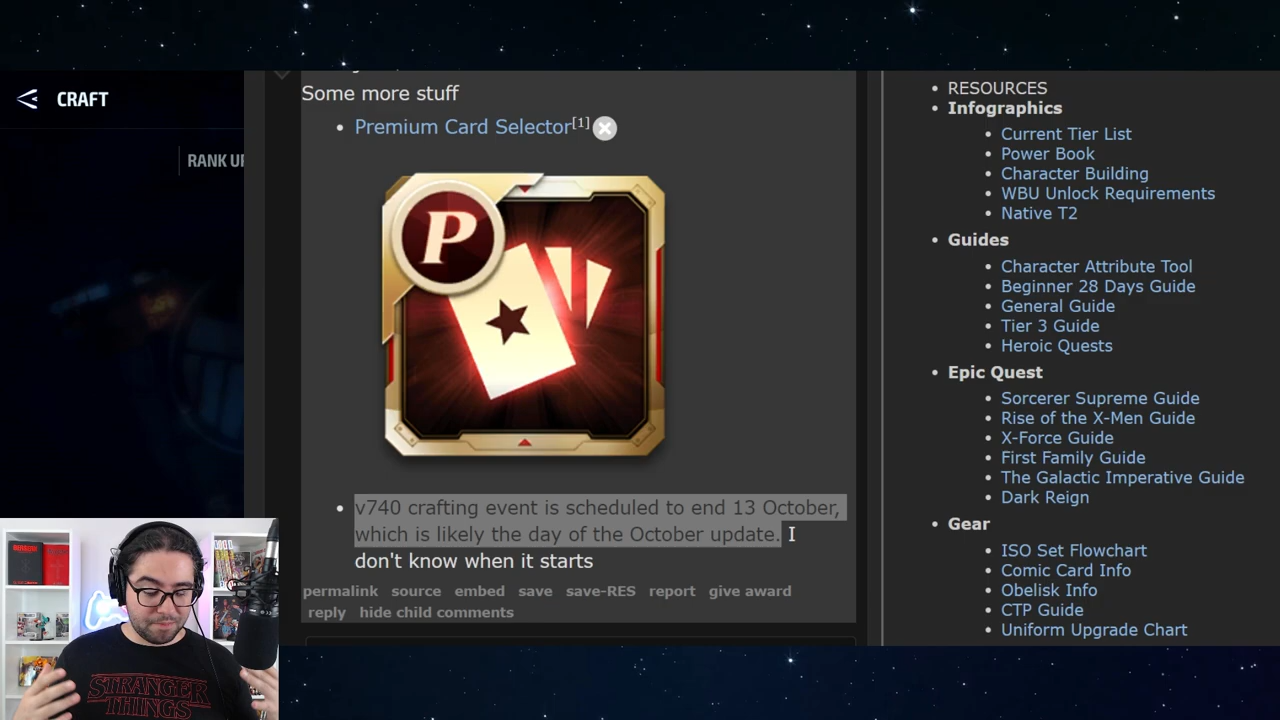 CRAFT
RANK UP
Some more stuff
• Premium Card Selector[1]
P
• v740 crafting event is scheduled to end 13 October,
which is likely the day of the October update. I
don't know when it starts
permalink source embed save save-RES report give award
reply hide child comments
• RESOURCES
• Infographics
• Current Tier List
• Power Book
• Character Building
• WBU Unlock Requirements
• Native T2
• Guides
• Character Attribute Tool
• Beginner 28 Days Guide
• General Guide
• Tier 3 Guide
• Heroic Quests
• Epic Quest
• Sorcerer Supreme Guide
• Rise of the X-Men Guide
• X-Force Guide
• First Family Guide
• The Galactic Imperative Guide
• Dark Reign
• Gear
• ISO Set Flowchart
• Comic Card Info
• Obelisk Info
• CTP Guide
• Uniform Upgrade Chart
STRANGER
THINGS